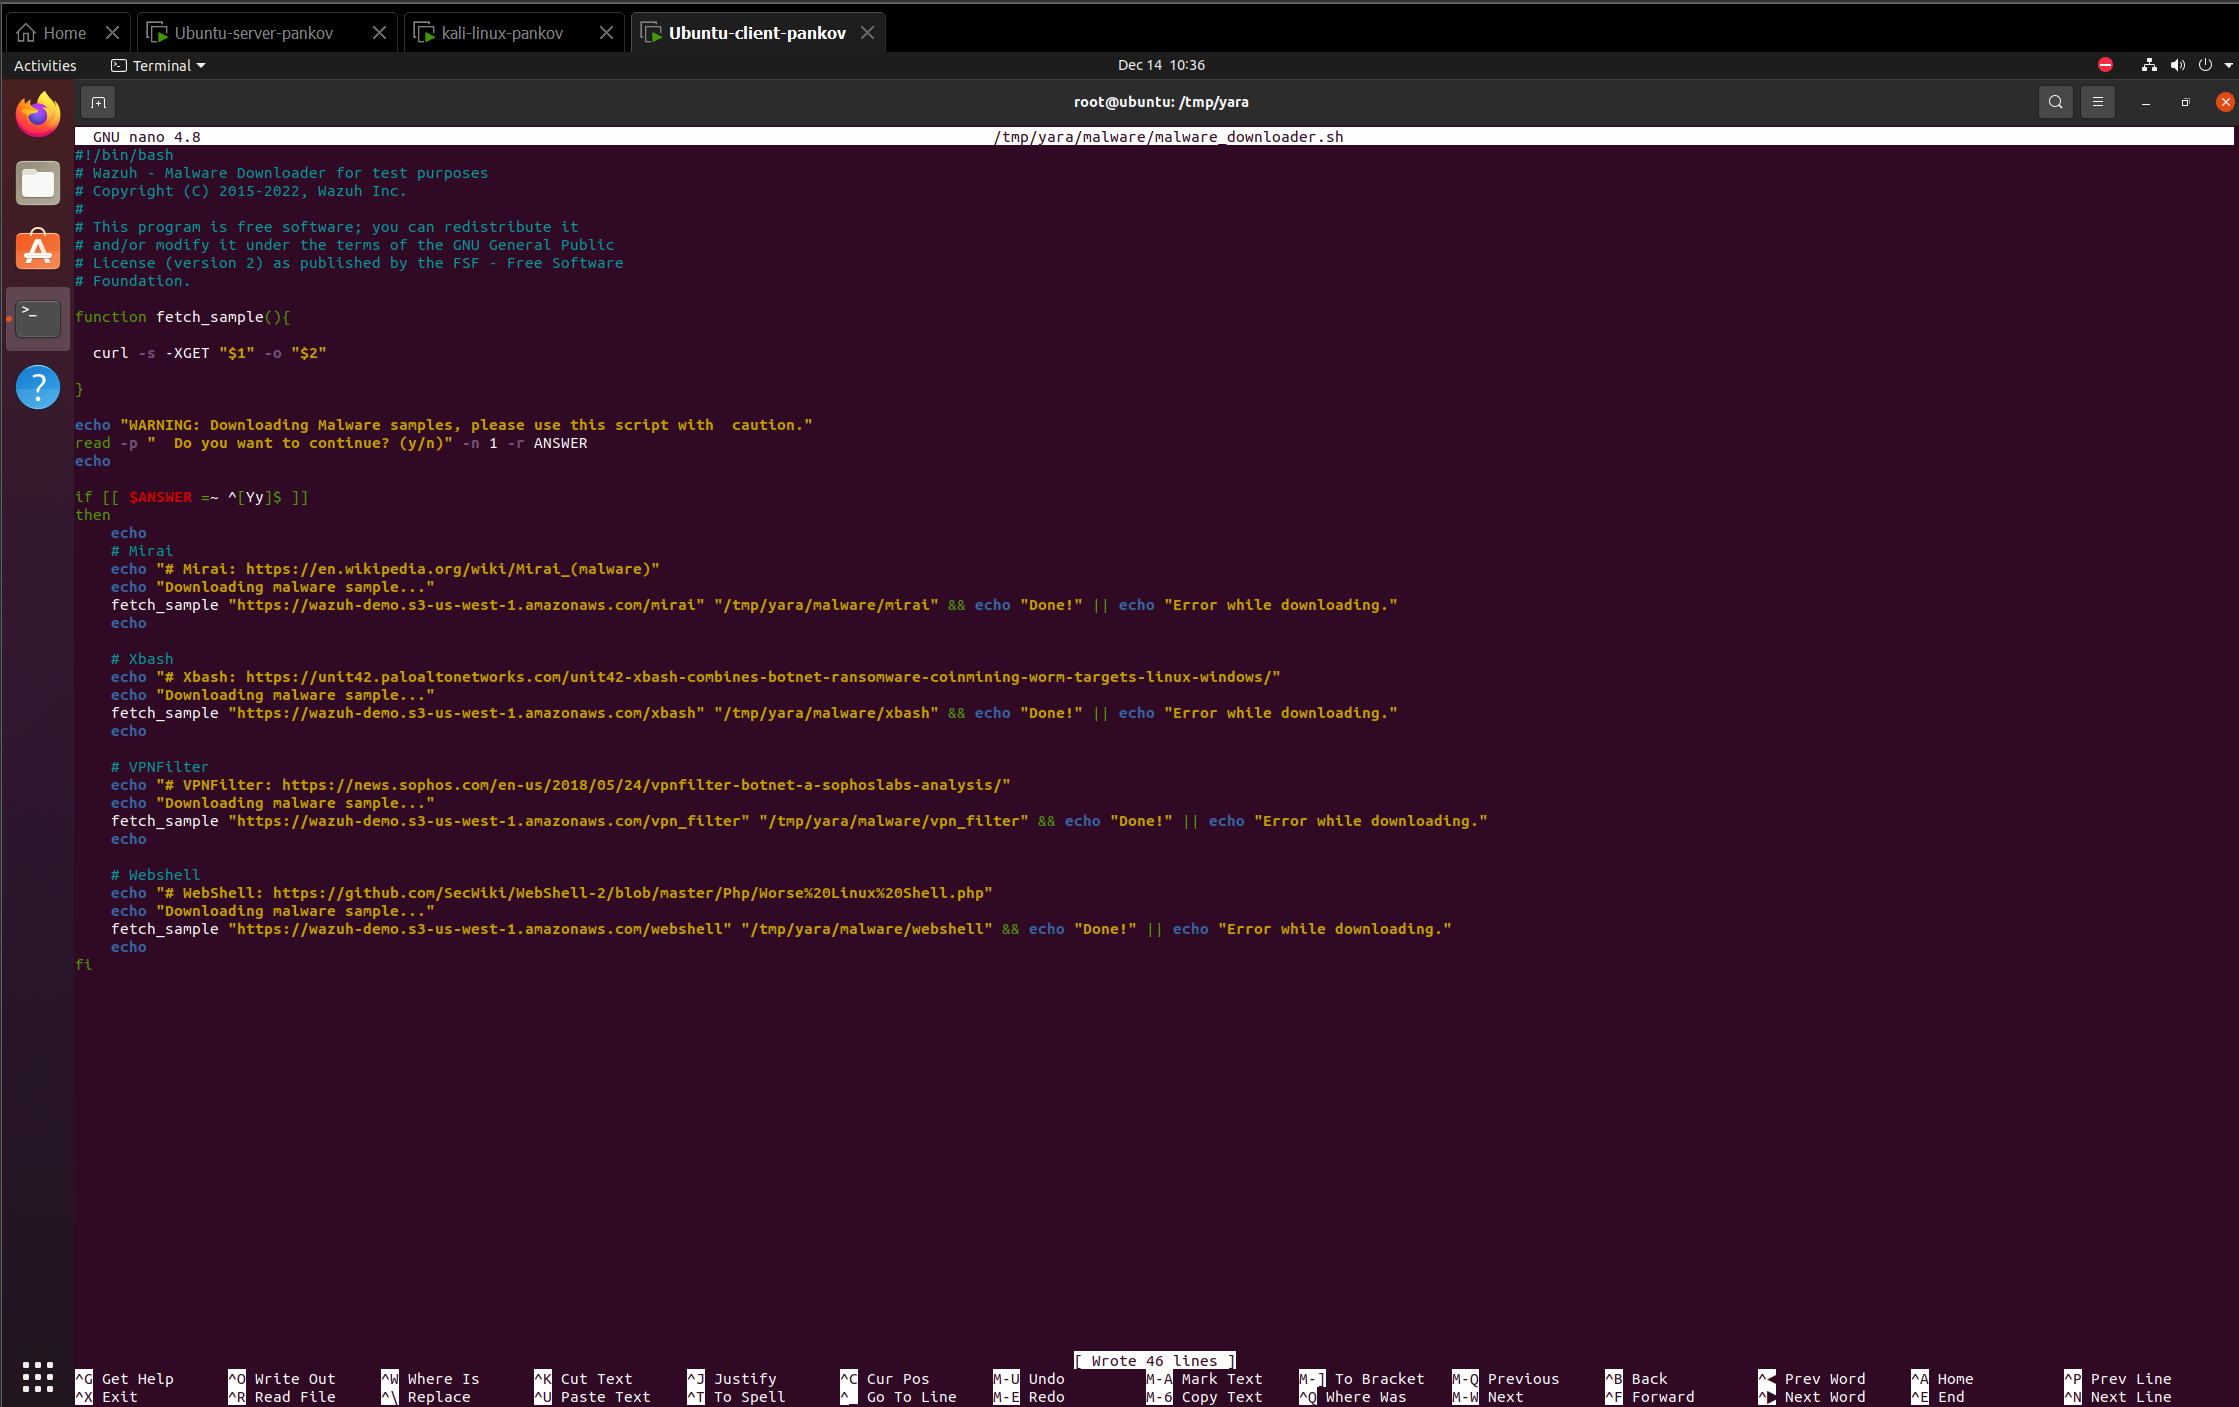 Home
Ubuntu-server-pankov
kali-linux-pankov
Ubuntu-client-pankov
Activities
Terminal
Dec 14 10:36
root@ubuntu: /tmp/yara
GNU nano 4.8 /tmp/yara/malware/malware_downloader.sh
#!/bin/bash
# Wazuh - Malware Downloader for test purposes
# Copyright (C) 2015-2022, Wazuh Inc.
#
# This program is free software; you can redistribute it
# and/or modify it under the terms of the GNU General Public
# License (version 2) as published by the FSF - Free Software
# Foundation.
function fetch_sample(){
curl -s -XGET "$1" -o "$2"
}
echo "WARNING: Downloading Malware samples, please use this script with  caution."
read -p "  Do you want to continue? (y/n)" -n 1 -r ANSWER
echo
if [[ $ANSWER =~ ^[Yy]$ ]]
then
echo
# Mirai
echo "# Mirai: https://en.wikipedia.org/wiki/Mirai_(malware)"
echo "Downloading malware sample..."
fetch_sample "https://wazuh-demo.s3-us-west-1.amazonaws.com/mirai" "/tmp/yara/malware/mirai" && echo "Done!" || echo "Error while downloading."
echo
# Xbash
echo "# Xbash: https://unit42.paloaltonetworks.com/unit42-xbash-combines-botnet-ransomware-coinmining-worm-targets-linux-windows/"
echo "Downloading malware sample..."
fetch_sample "https://wazuh-demo.s3-us-west-1.amazonaws.com/xbash" "/tmp/yara/malware/xbash" && echo "Done!" || echo "Error while downloading."
echo
# VPNFilter
echo "# VPNFilter: https://news.sophos.com/en-us/2018/05/24/vpnfilter-botnet-a-sophoslabs-analysis/"
echo "Downloading malware sample..."
fetch_sample "https://wazuh-demo.s3-us-west-1.amazonaws.com/vpn_filter" "/tmp/yara/malware/vpn_filter" && echo "Done!" || echo "Error while downloading."
echo
# Webshell
echo "# WebShell: https://github.com/SecWiki/WebShell-2/blob/master/Php/Worse%20Linux%20Shell.php"
echo "Downloading malware sample..."
fetch_sample "https://wazuh-demo.s3-us-west-1.amazonaws.com/webshell" "/tmp/yara/malware/webshell" && echo "Done!" || echo "Error while downloading."
echo
fi
[ Wrote 46 lines ]
^G Get Help ^O Write Out ^W Where Is ^K Cut Text ^J Justify ^C Cur Pos M-U Undo M-A Mark Text M-] To Bracket M-Q Previous ^B Back ^◀ Prev Word ^A Home ^P Prev Line
^X Exit ^R Read File ^\ Replace ^U Paste Text ^T To Spell ^_ Go To Line M-E Redo M-6 Copy Text ^Q Where Was M-W Next ^F Forward ^▶ Next Word ^E End ^N Next Line